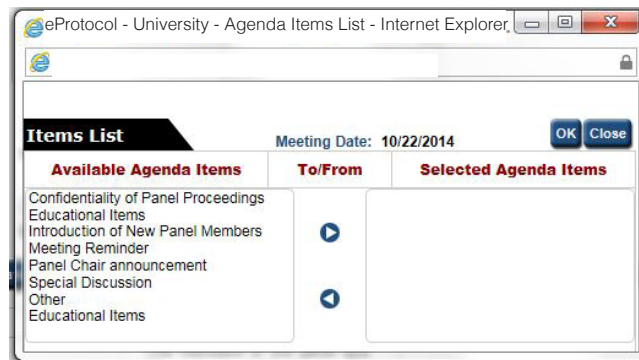 eProtocol - University - Agenda Items List - Internet Explorer
Items List
Meeting Date: 10/22/2014
OK Close
Available Agenda Items To/From Selected Agenda Items
Confidentiality of Panel Proceedings
Educational Items
Introduction of New Panel Members
Meeting Reminder
Panel Chair announcement
Special Discussion
Other
Educational Items